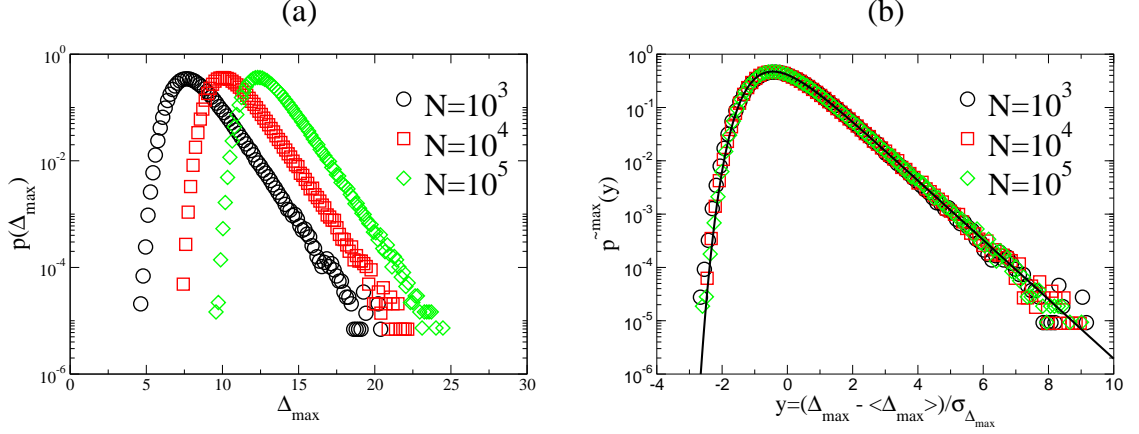 (a)
10^0
10^-2
10^-4
10^-6
0 5 10 15 20 25 30
p(Δ_max)
Δ_max
N=10^3
N=10^4
N=10^5
(b)
10^0
10^-1
10^-2
10^-3
10^-4
10^-5
10^-6
-4 -2 0 2 4 6 8 10
p^~max(y)
y=(Δ_max - <Δ_max>)/σ_Δ_max
N=10^3
N=10^4
N=10^5